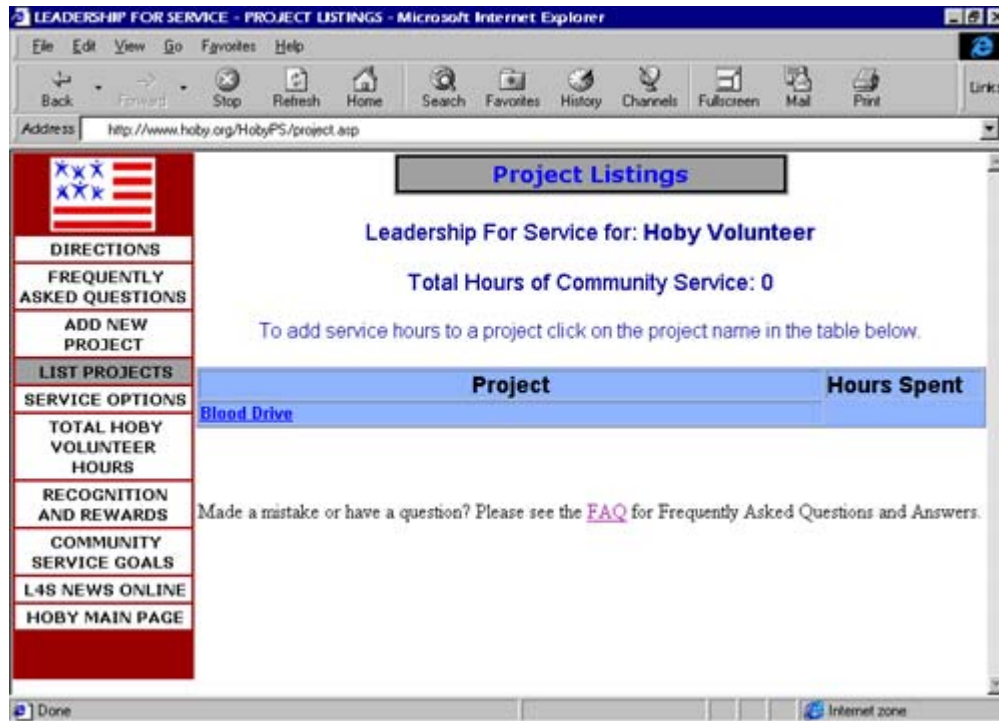 LEADERSHIP FOR SERVICE - PROJECT LISTINGS - Microsoft Internet Explorer
File Edit View Go Favorites Help
Back Forward Stop Refresh Home Search Favorites History Channels Fullscreen Mail Print Links
Address http://www.hoby.org/HobyPS/project.asp
DIRECTIONS
FREQUENTLY
ASKED QUESTIONS
ADD NEW
PROJECT
LIST PROJECTS
SERVICE OPTIONS
TOTAL HOBY
VOLUNTEER
HOURS
RECOGNITION
AND REWARDS
COMMUNITY
SERVICE GOALS
L4S NEWS ONLINE
HOBY MAIN PAGE
Project Listings
Leadership For Service for: Hoby Volunteer
Total Hours of Community Service: 0
To add service hours to a project click on the project name in the table below.
Project Hours Spent
Blood Drive
Made a mistake or have a question? Please see the FAQ for Frequently Asked Questions and Answers.
Done Internet zone